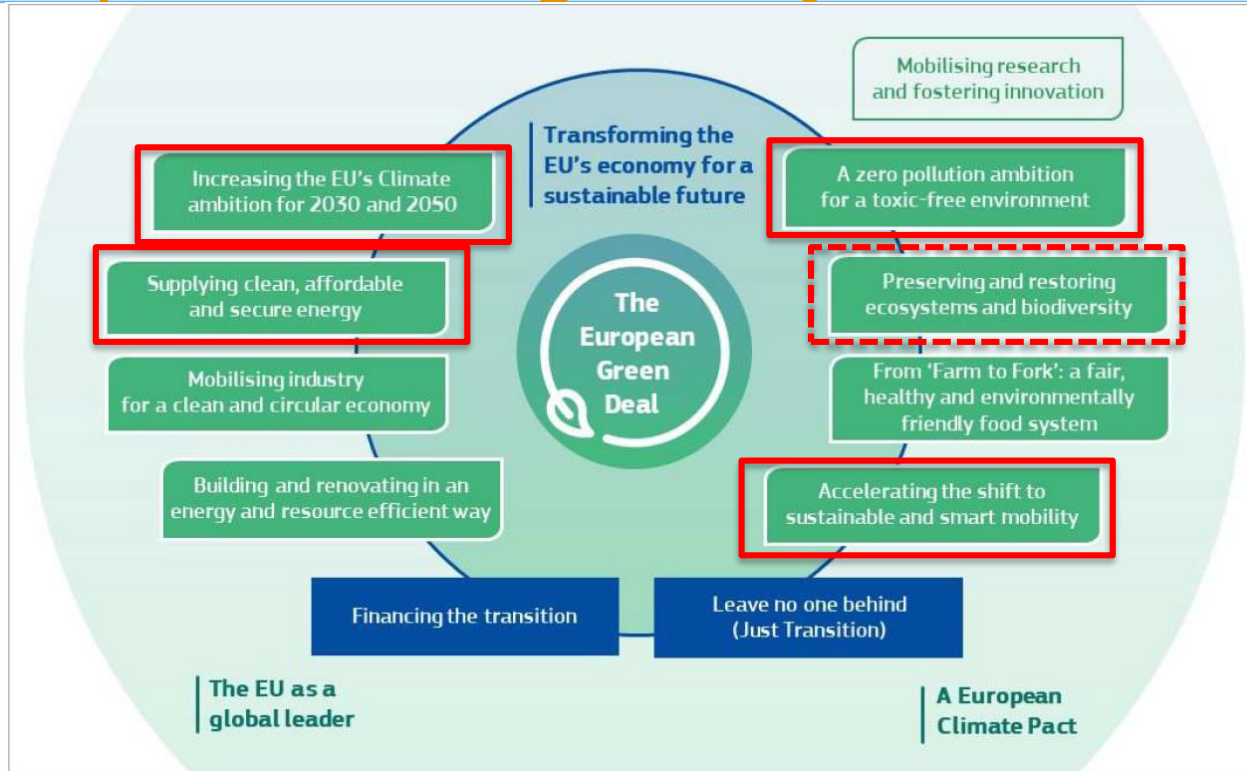 Mobilising research
and fostering innovation
Transforming the
EU's economy for a
sustainable future
Increasing the EU's Climate
ambition for 2030 and 2050
A zero pollution ambition
for a toxic-free environment
Supplying clean, affordable
and secure energy
Preserving and restoring
ecosystems and biodiversity
The
European
Green
Deal
Mobilising industry
for a clean and circular economy
From ‘Farm to Fork’: a fair,
healthy and environmentally
friendly food system
Building and renovating in an
energy and resource efficient way
Accelerating the shift to
sustainable and smart mobility
Financing the transition
Leave no one behind
(Just Transition)
The EU as a
global leader
A European
Climate Pact